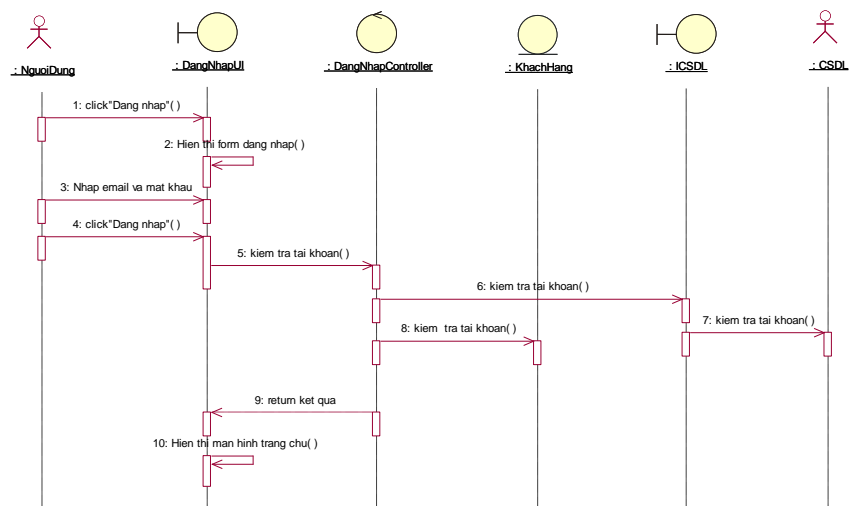 : NguoiDung
: DangNhapUI
: DangNhapController
: KhachHang
: ICSDL
: CSDL
1: click"Dang nhap"( )
2: Hien thi form dang nhap( )
3: Nhap email va mat khau
4: click"Dang nhap"( )
5: kiem tra tai khoan( )
6: kiem tra tai khoan( )
7: kiem tra tai khoan( )
8: kiem tra tai khoan( )
9: return ket qua
10: Hien thi man hinh trang chu( )